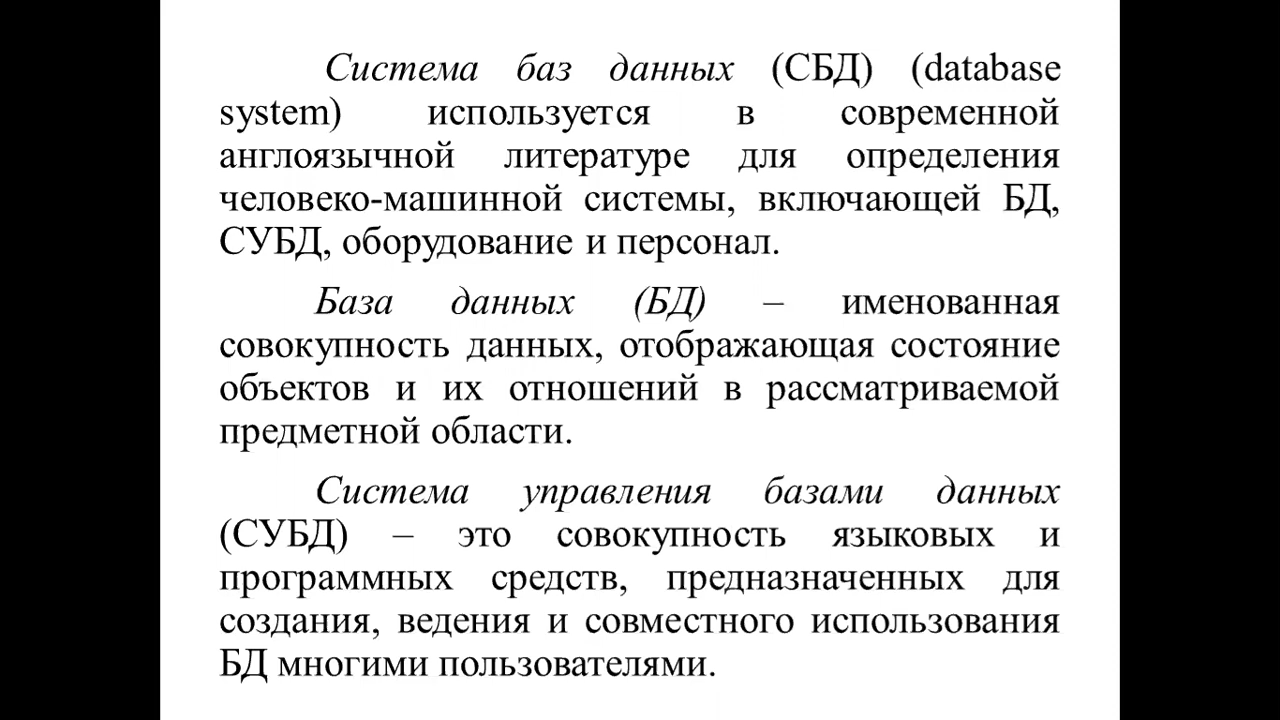 Система баз данных (СБД) (database
system) используется в современной
англоязычной литературе для определения
человеко-машинной системы, включающей БД,
СУБД, оборудование и персонал.
База данных (БД) – именованная
совокупность данных, отображающая состояние
объектов и их отношений в рассматриваемой
предметной области.
Система управления базами данных
(СУБД) – это совокупность языковых и
программных средств, предназначенных для
создания, ведения и совместного использования
БД многими пользователями.